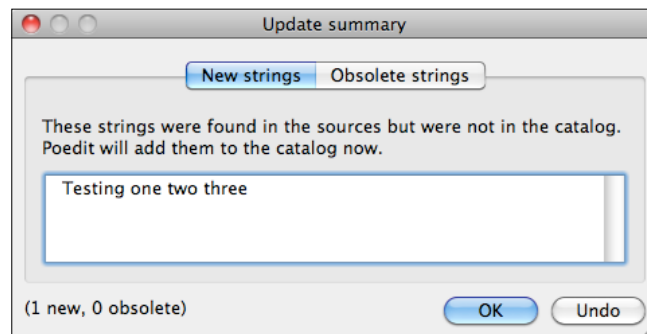 Update summary
New strings Obsolete strings
These strings were found in the sources but were not in the catalog.
Poedit will add them to the catalog now.
Testing one two three
(1 new, 0 obsolete) OK Undo